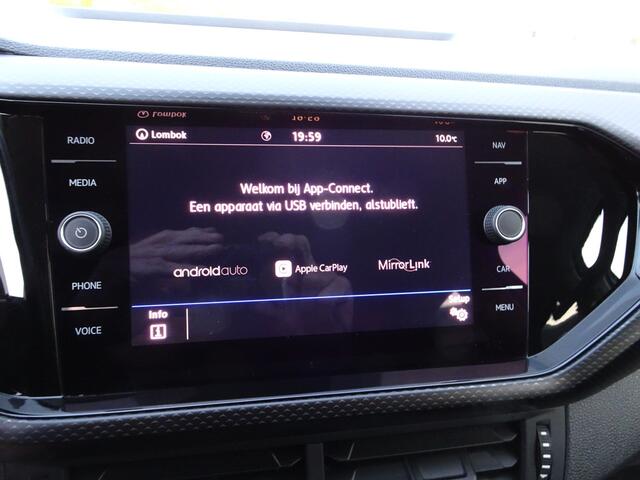 Lombok 19:59 10.0°C
RADIO
MEDIA
PHONE
VOICE
Welkom bij App-Connect.
Een apparaat via USB verbinden, alstublieft.
androidauto Apple CarPlay MirrorLink
Info
Setup
NAV
APP
CAR
MENU